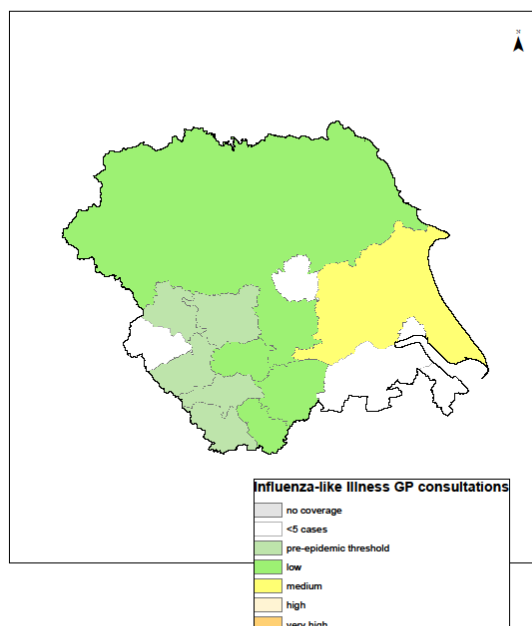 N
Influenza-like Illness GP consultations
no coverage
<5 cases
pre-epidemic threshold
low
medium
high
very high